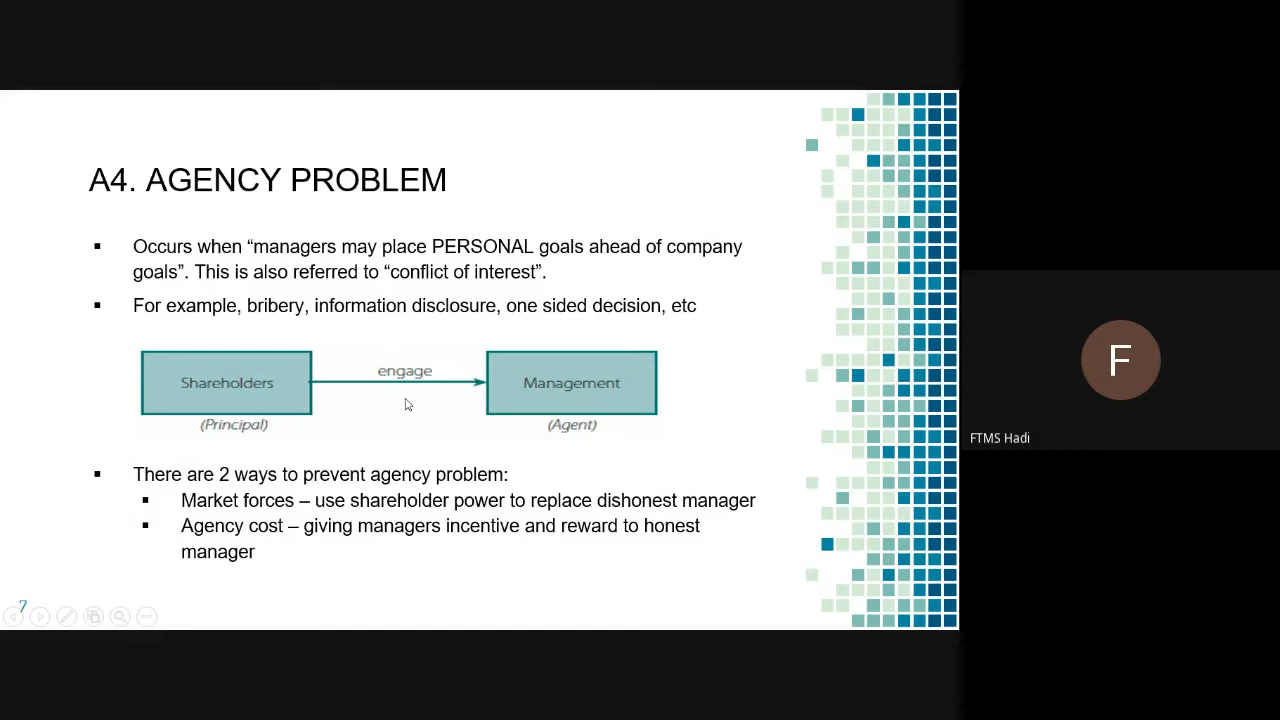 A4. AGENCY PROBLEM
▪ Occurs when “managers may place PERSONAL goals ahead of company
goals”. This is also referred to “conflict of interest”.
▪ For example, bribery, information disclosure, one sided decision, etc
engage
Shareholders
Management
(Principal)
(Agent)
▪ There are 2 ways to prevent agency problem:
▪ Market forces – use shareholder power to replace dishonest manager
▪ Agency cost – giving managers incentive and reward to honest
manager
7
F
FTMS Hadi